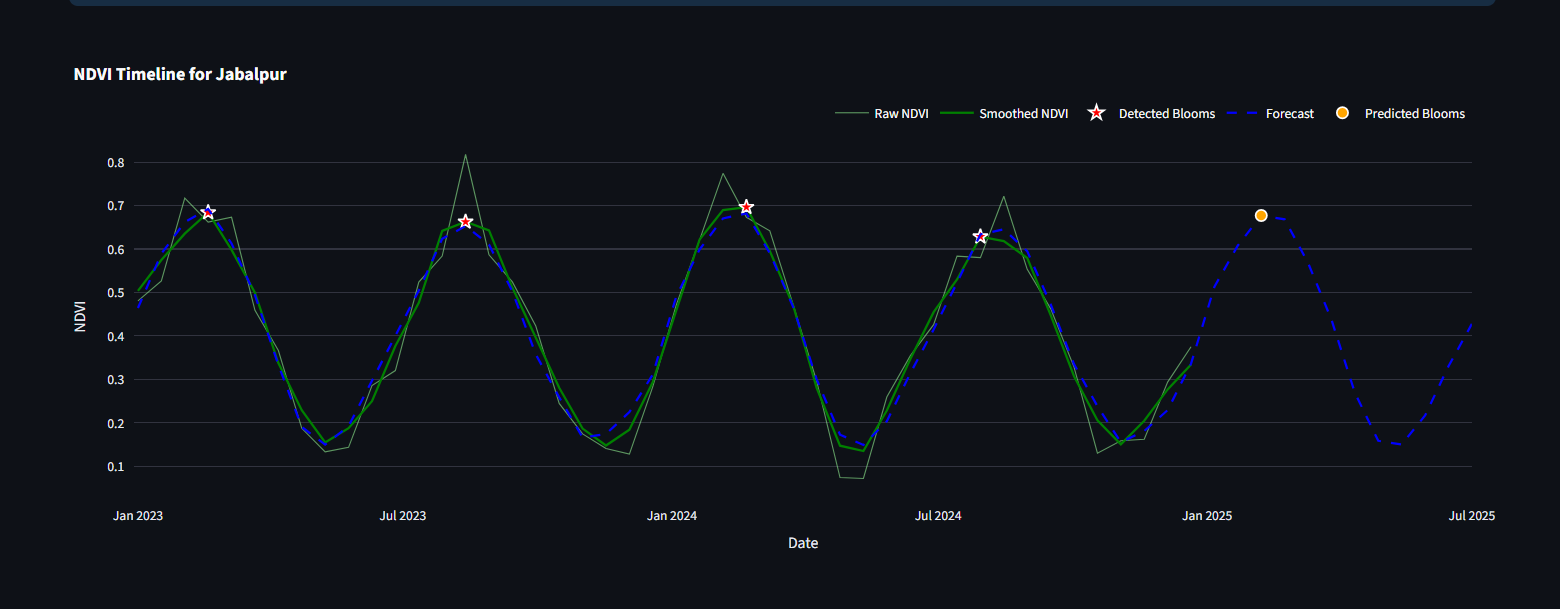 NDVI Timeline for Jabalpur
Raw NDVI Smoothed NDVI Detected Blooms Forecast Predicted Blooms
0.8
0.7
0.6
0.5
0.4
0.3
0.2
0.1
NDVI
Jan 2023 Jul 2023 Jan 2024 Jul 2024 Jan 2025 Jul 2025
Date